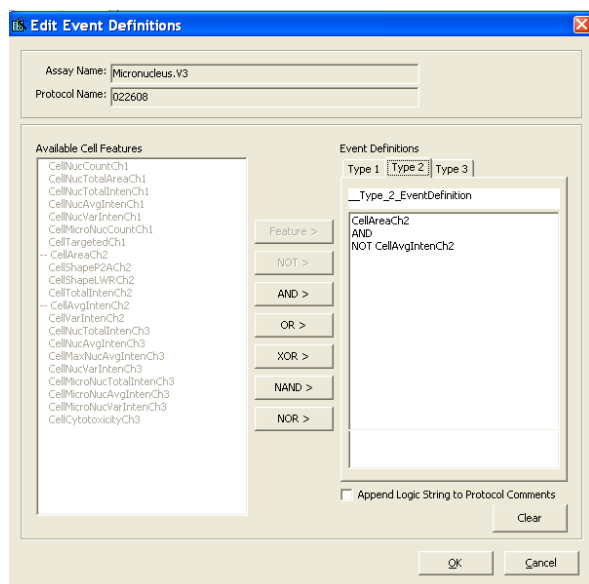 Edit Event Definitions
Assay Name: Micronucleus.V3
Protocol Name: 022608
Available Cell Features
CellNucCountCh1
CellNucTotalAreaCh1
CellNucTotalIntenCh1
CellNucAvgIntenCh1
CellNucVarIntenCh1
CellMicroNucCountCh1
CellTargetedCh1
-- CellAreaCh2
CellShapeP2ACh2
CellShapeLWRCh2
CellTotalIntenCh2
-- CellAvgIntenCh2
CellVarIntenCh2
CellNucTotalIntenCh3
CellNucAvgIntenCh3
CellMaxNucAvgIntenCh3
CellNucVarIntenCh3
CellMicroNucTotalIntenCh3
CellMicroNucAvgIntenCh3
CellMicroNucVarIntenCh3
CellCytotoxicityCh3
Feature >
NOT >
AND >
OR >
XOR >
NAND >
NOR >
Event Definitions
Type 1 Type 2 Type 3
__Type_2_EventDefinition
CellAreaCh2
AND
NOT CellAvgIntenCh2
Append Logic String to Protocol Comments
Clear
OK Cancel